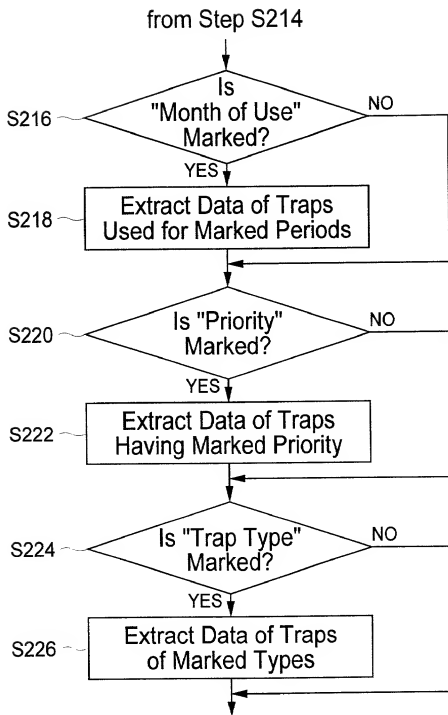 from Step S214
Is
"Month of Use"
Marked?
NO
S216
YES
Extract Data of Traps
Used for Marked Periods
S218
Is "Priority"
Marked?
NO
S220
YES
Extract Data of Traps
Having Marked Priority
S222
Is "Trap Type"
Marked?
NO
S224
YES
Extract Data of Traps
of Marked Types
S226